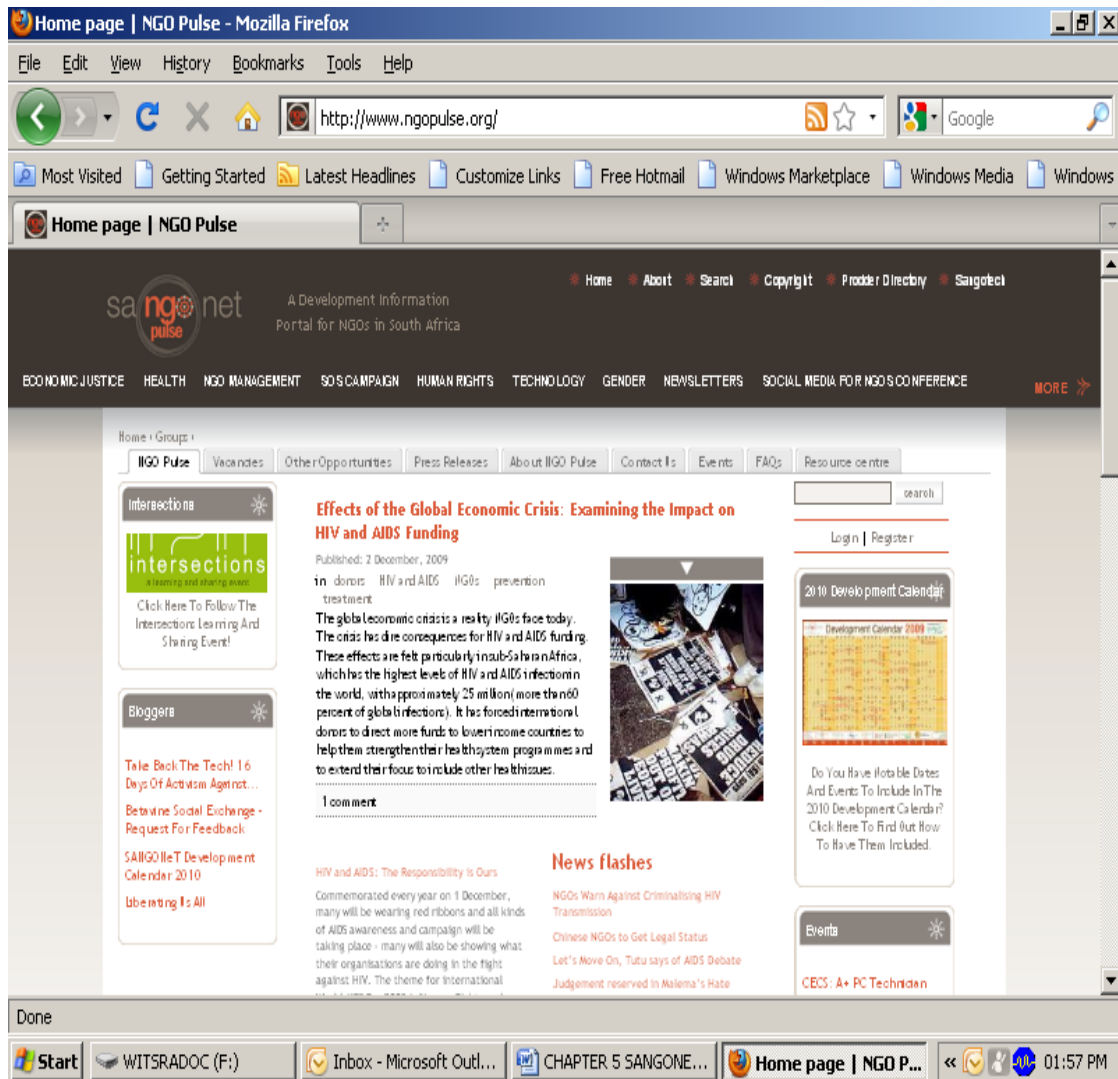 Home page | NGO Pulse - Mozilla Firefox
File Edit View History Bookmarks Tools Help
http://www.ngopulse.org/
Google
Most Visited Getting Started Latest Headlines Customize Links Free Hotmail Windows Marketplace Windows Media Windows
Home page | NGO Pulse
Home About Search Copyright Prodder Directory Sangotech
sangonet
pulse
A Development Information
Portal for NGOs in South Africa
ECONOMIC JUSTICE HEALTH NGO MANAGEMENT SOS CAMPAIGN HUMAN RIGHTS TECHNOLOGY GENDER NEWSLETTERS SOCIAL MEDIA FOR NGOS CONFERENCE
MORE
Home › Groups ›
NGO Pulse Vacancies Other Opportunities Press Releases About NGO Pulse Contact Us Events FAQs Resource centre
Intersections
intersections
a learning and sharing event
Click Here To Follow The
Intersections Learning And
Sharing Event!
Bloggers
Take Back The Tech! 16
Days Of Activism Against...
Betavine Social Exchange -
Request For Feedback
SANGONeT Development
Calendar 2010
Liberating Us All
Effects of the Global Economic Crisis: Examining the Impact on
HIV and AIDS Funding
Published: 2 December, 2009
in donors HIV and AIDS NGOs prevention
treatment
The global economic crisis is a reality NGOs face today.
The crisis has dire consequences for HIV and AIDS funding.
These effects are felt particularly in sub-Saharan Africa,
which has the highest levels of HIV and AIDS infection in
the world, with approximately 25 million (more than 60
percent of global infections). It has forced international
donors to direct more funds to lower income countries to
help them strengthen their health system programmes and
to extend their focus to include other health issues.
1 comment
HIV and AIDS: The Responsibility is Ours
Commemorated every year on 1 December,
many will be wearing red ribbons and all kinds
of AIDS awareness and campaign will be
taking place - many will also be showing what
their organisations are doing in the fight
against HIV. The theme for international
News flashes
NGOs Warn Against Criminalising HIV
Transmission
Chinese NGOs to Get Legal Status
Let's Move On, Tutu says of AIDS Debate
Judgement reserved in Malema's Hate
search
Login | Register
2010 Development Calendar
Development Calendar 2009
Do You Have Notable Dates
And Events To Include In The
2010 Development Calendar?
Click Here To Find Out How
To Have Them Included.
Events
CECS: A+ PC Technician
Done
Start WITSRADOC (F:) Inbox - Microsoft Outl... CHAPTER 5 SANGONE... Home page | NGO P... « 01:57 PM